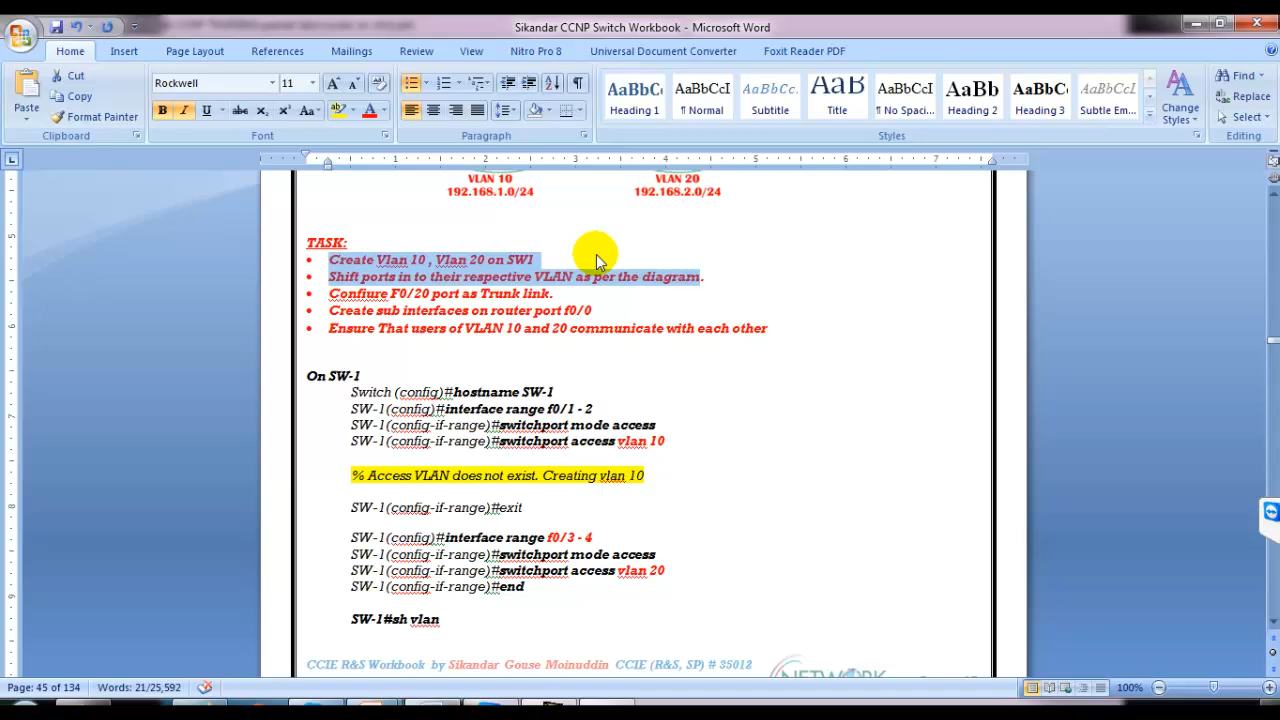 Sikandar CCNP Switch Workbook - Microsoft Word
Home Insert Page Layout References Mailings Review View Nitro Pro 8 Universal Document Converter Foxit Reader PDF
Paste
Cut
Copy
Format Painter
Clipboard
Rockwell 11
Font
Paragraph
AaBbCc AaBbCcI AaBbCc. AaB AaBbCcI AaBb AaBbCc AaBbCcI
Heading 1 ¶ Normal Subtitle Title ¶ No Spaci... Heading 2 Heading 3 Subtle Em...
Change Styles
Styles
Find
Replace
Select
Editing
1 2 3 4 5 6 7
VLAN 10 VLAN 20
192.168.1.0/24 192.168.2.0/24
TASK:
• Create Vlan 10 , Vlan 20 on SW1
• Shift ports in to their respective VLAN as per the diagram.
• Confiure F0/20 port as Trunk link.
• Create sub interfaces on router port f0/0
• Ensure That users of VLAN 10 and 20 communicate with each other
On SW-1
Switch (config)#hostname SW-1
SW-1(config)#interface range f0/1 - 2
SW-1(config-if-range)#switchport mode access
SW-1(config-if-range)#switchport access vlan 10
% Access VLAN does not exist. Creating vlan 10
SW-1(config-if-range)#exit
SW-1(config)#interface range f0/3 - 4
SW-1(config-if-range)#switchport mode access
SW-1(config-if-range)#switchport access vlan 20
SW-1(config-if-range)#end
SW-1#sh vlan
CCIE R&S Workbook by Sikandar Gouse Moinuddin CCIE (R&S, SP) # 35012
NETWORK
Page: 45 of 134 Words: 21/25,592 100%